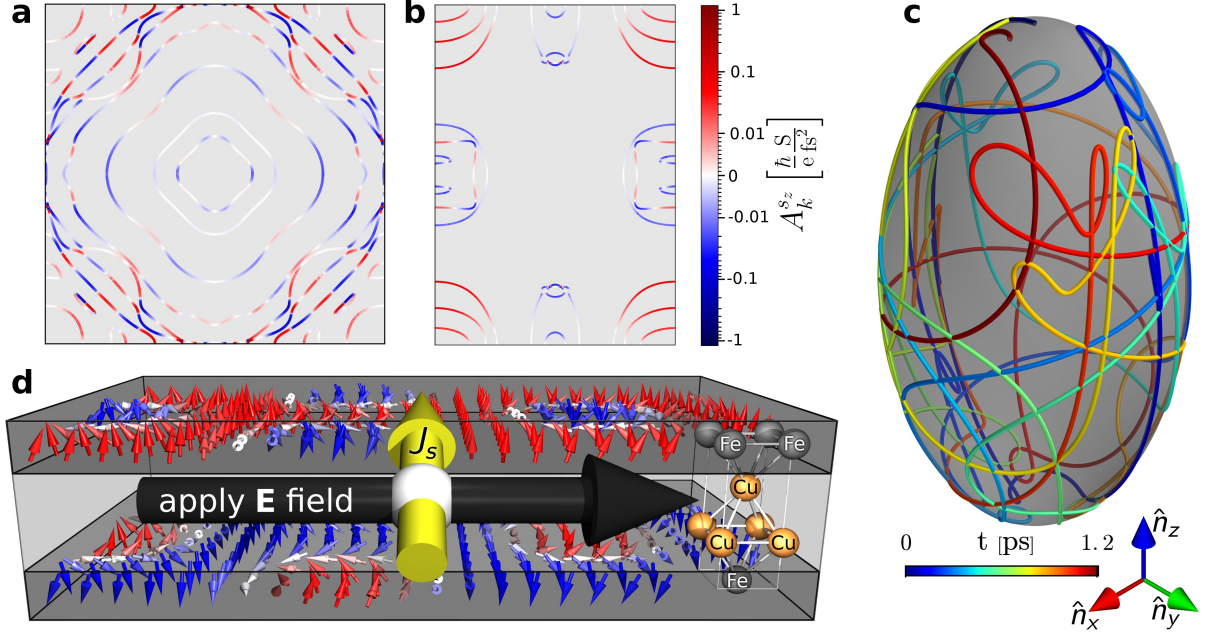 a
b
c
1
0.1
0.01
0
-0.01
-0.1
-1
A_k^{s_z} [ħ/e S/fs²]
d
J_s
apply E field
Fe
Fe
Cu
Cu
Cu
Fe
0
t [ps]
1.2
n̂_z
n̂_x
n̂_y